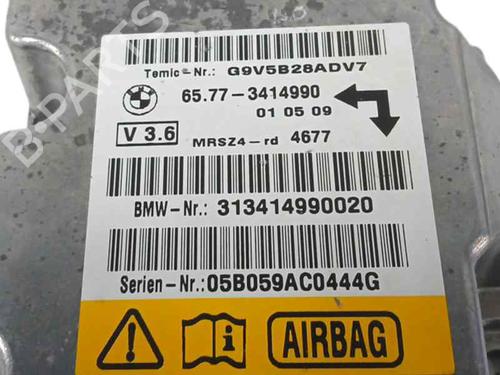 Temic-Nr.: G9V5B28ADV7
65.77-3414990
01 05 09
V 3.6
MRSZ4-rd 4677
BMW-Nr.: 313414990020
Serien-Nr.: 05B059AC0444G
AIRBAG